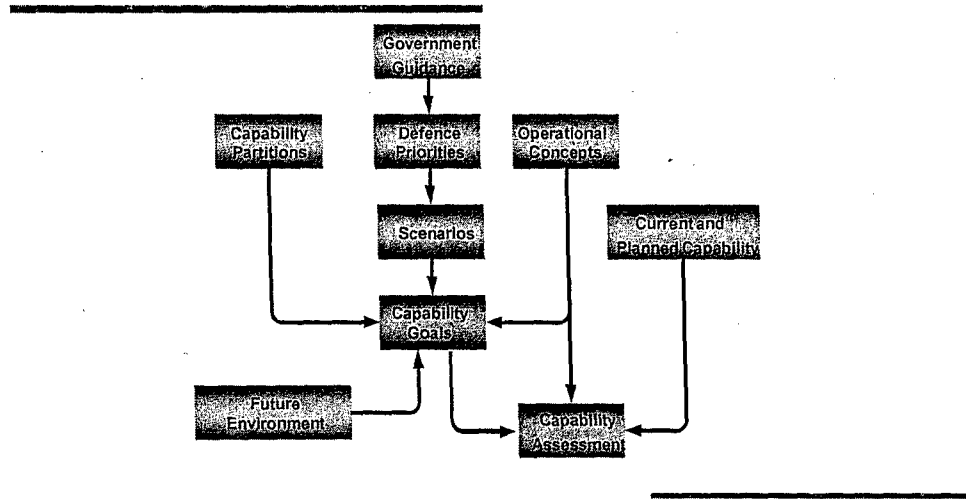 Government
Guidance
Capability
Partitions
Defence
Priorities
Operational
Concepts
Scenarios
Current and
Planned Capability
Capability
Goals
Future
Environment
Capability
Assessment